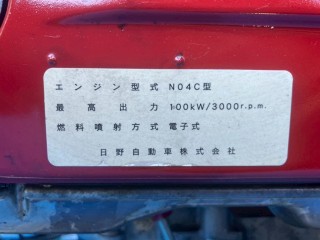 エンジン型式 N04C型
最高出力 100kW/3000r.p.m.
燃料噴射方式 電子式
日野自動車株式会社